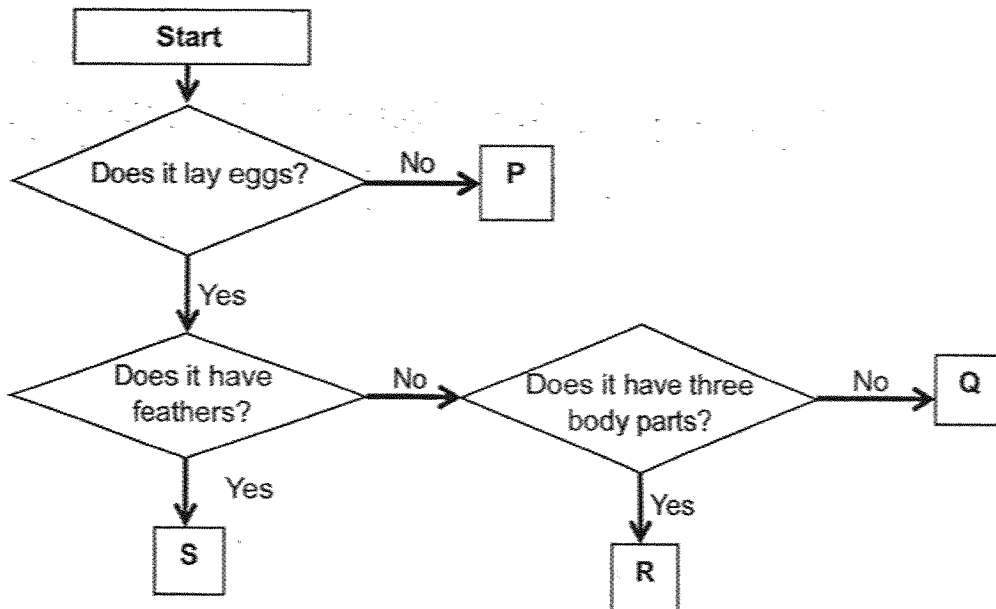 Start
Does it lay eggs?
No
P
Yes
Does it have
feathers?
No
Does it have three
body parts?
No
Q
Yes
S
Yes
R